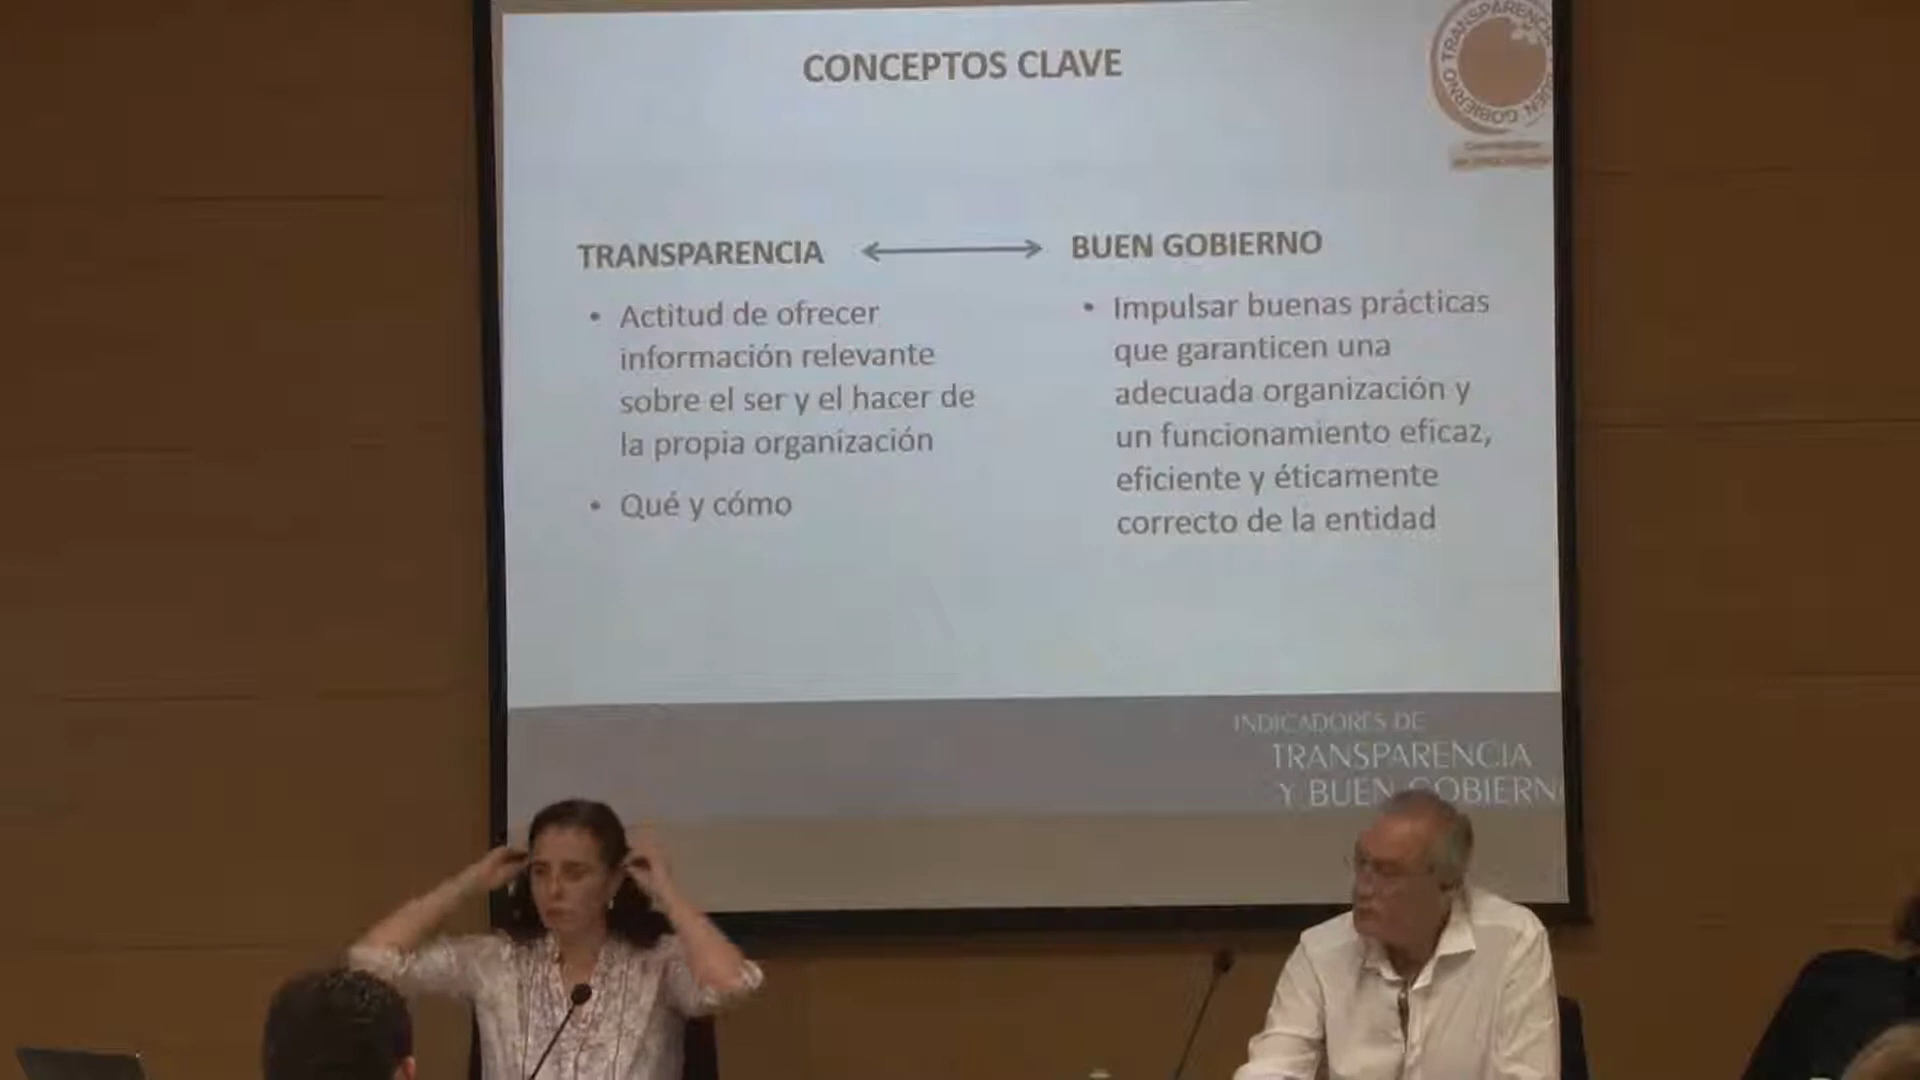 CONCEPTOS CLAVE
TRANSPARENCIA
Actitud de ofrecer
información relevante
sobre el ser y el hacer de
la propia organización
Qué y cómo
BUEN GOBIERNO
Impulsar buenas prácticas
que garanticen una
adecuada organización y
un funcionamiento eficaz,
eficiente y éticamente
correcto de la entidad
INDICADORES DE
TRANSPARENCIA
Y BUEN GOBIERN